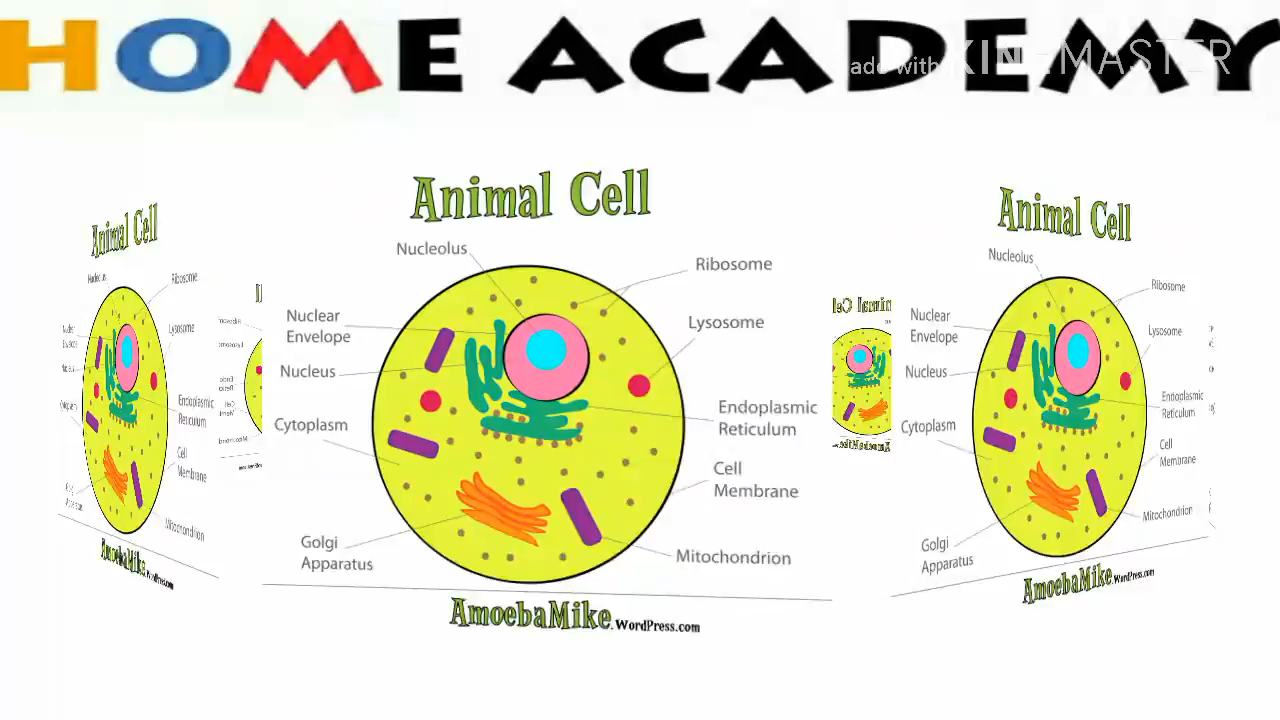 HOME ACADEMY
ade with KINEMASTER
Animal Cell
Nucleolus
Ribosome
Nuclear
Envelope
Lysosome
Nucleus
Endoplasmic
Reticulum
Cytoplasm
Cell
Membrane
Golgi
Apparatus
Mitochondrion
AmoebaMike.WordPress.com
Animal Cell
Nucleolus
Ribosome
Lysosome
Endoplasmic
Reticulum
Cell
Membrane
Mitochondrion
AmoebaMike.WordPress.com
Animal Cell
Nucleolus
Ribosome
Nuclear
Envelope
Lysosome
Nucleus
Endoplasmic
Reticulum
Cytoplasm
Cell
Membrane
Mitochondrion
Golgi
Apparatus
AmoebaMike.WordPress.com